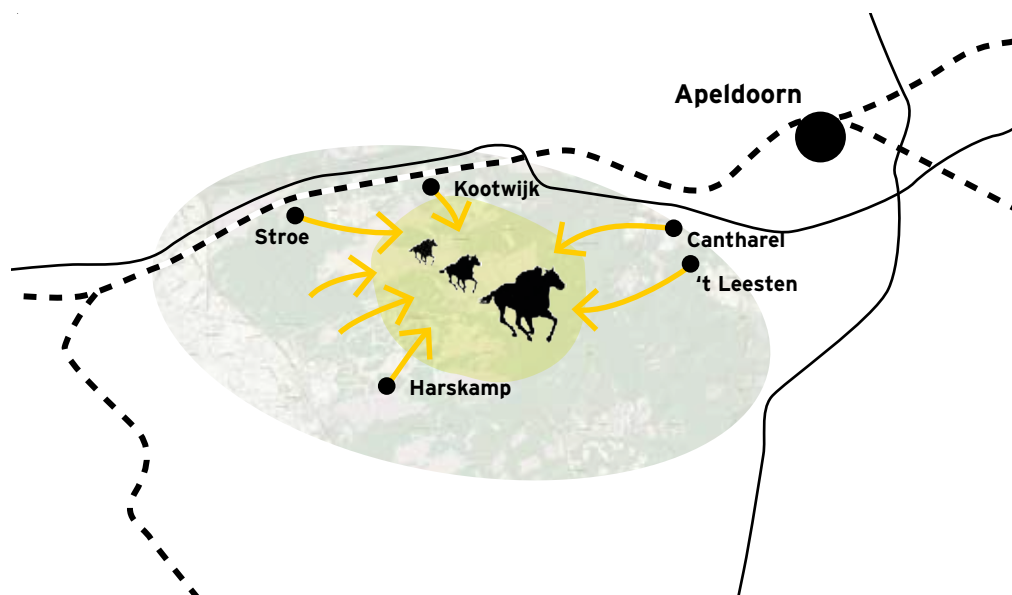 Apeldoorn
Kootwijk
Stroe
Cantharel
‘t Leesten
Harskamp